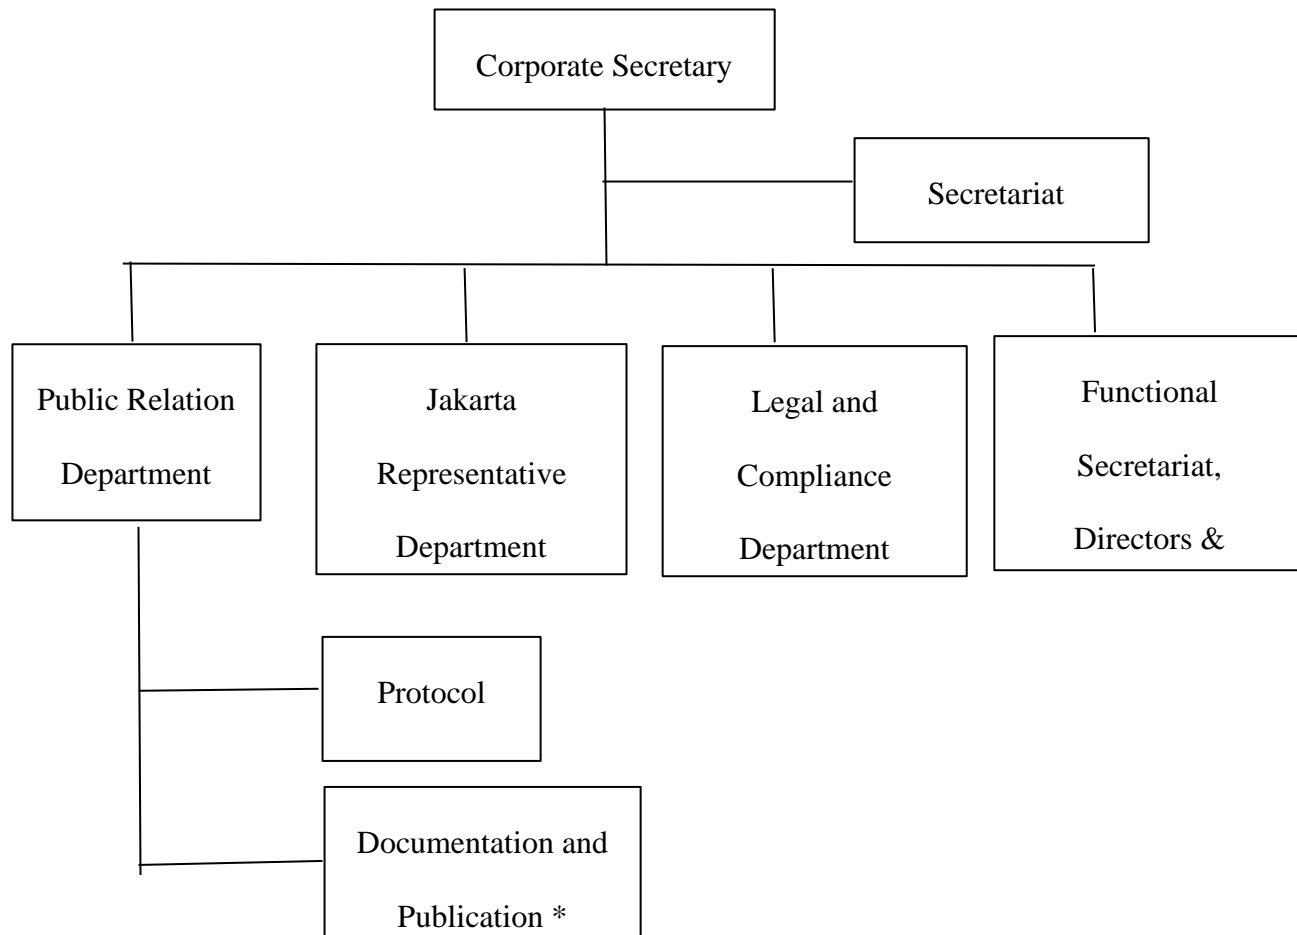 Corporate Secretary
Secretariat
Public Relation
Department
Jakarta
Representative
Department
Legal and
Compliance
Department
Functional
Secretariat,
Directors &
Protocol
Documentation and
Publication *